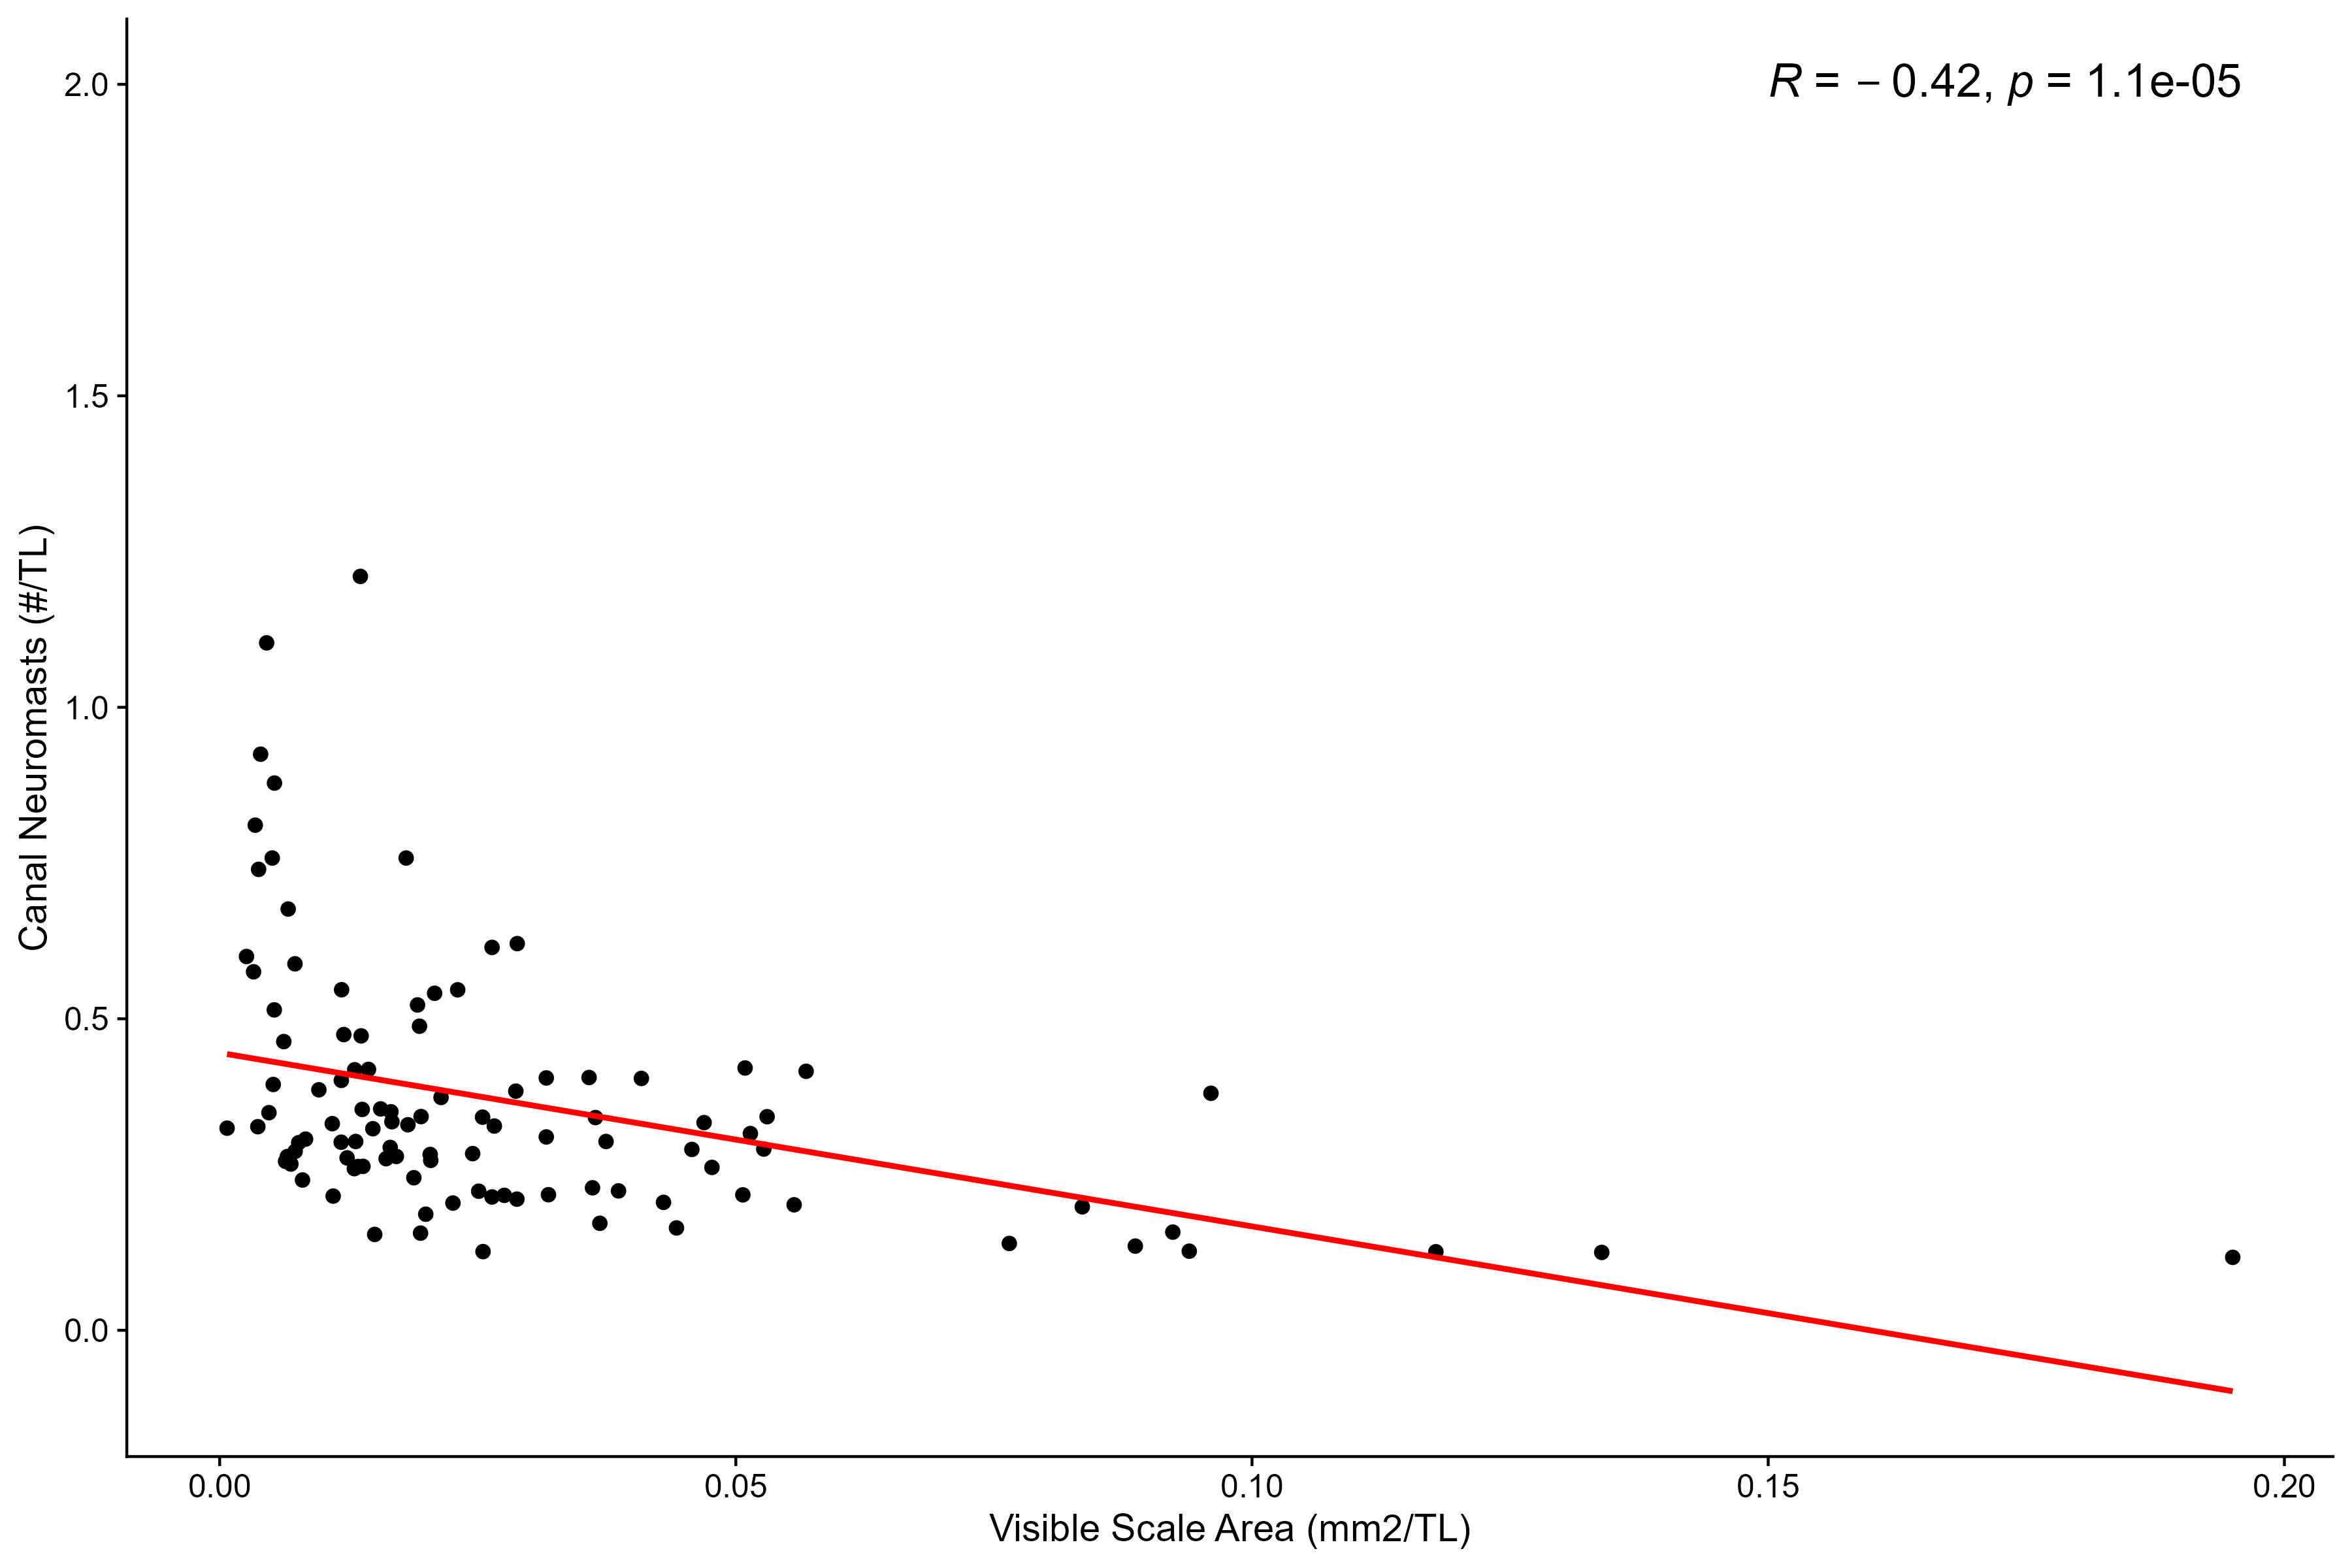 R = − 0.42, p = 1.1e-05
2.0
1.5
1.0
0.5
0.0
Canal Neuromasts (#/TL)
0.00 0.05 0.10 0.15 0.20
Visible Scale Area (mm2/TL)